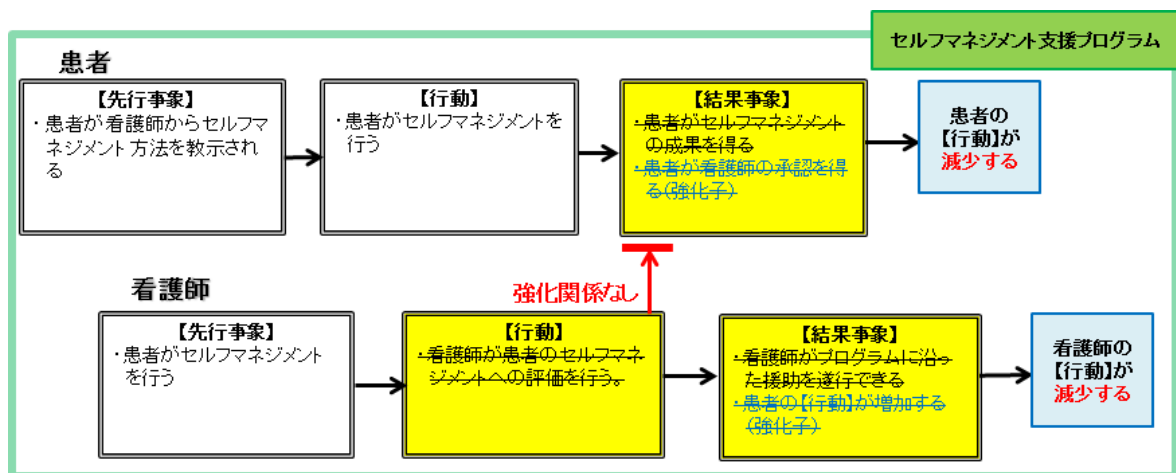 セルフマネジメント支援プログラム
患者
【先行事象】
・患者が看護師からセルフマ
ネジメント方法を教示され
る
【行動】
・患者がセルフマネジメントを
行う
【結果事象】
・患者がセルフマネジメント
の成果を得る
・患者が看護師の承認を得
る(強化子)
患者の
【行動】が
減少する
強化関係なし
看護師
【先行事象】
・患者がセルフマネジメント
を行う
【行動】
・看護師が患者のセルフマネ
ジメントへの評価を行う。
【結果事象】
・看護師がプログラムに沿っ
た援助を遂行できる
・患者の【行動】が増加する
(強化子)
看護師の
【行動】が
減少する